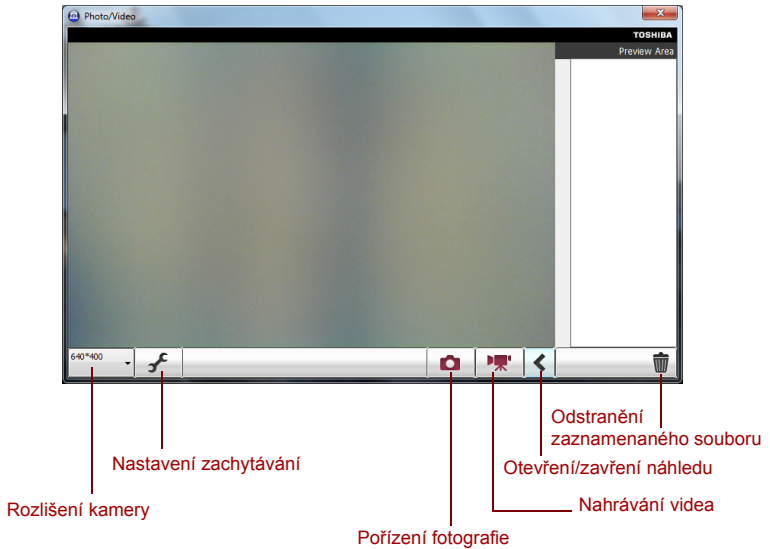 Photo/Video
TOSHIBA
Preview Area
640*400
Odstranění
zaznamenaného souboru
Nastavení zachytávání
Otevření/zavření náhledu
Rozlišení kamery
Nahrávání videa
Pořízení fotografie